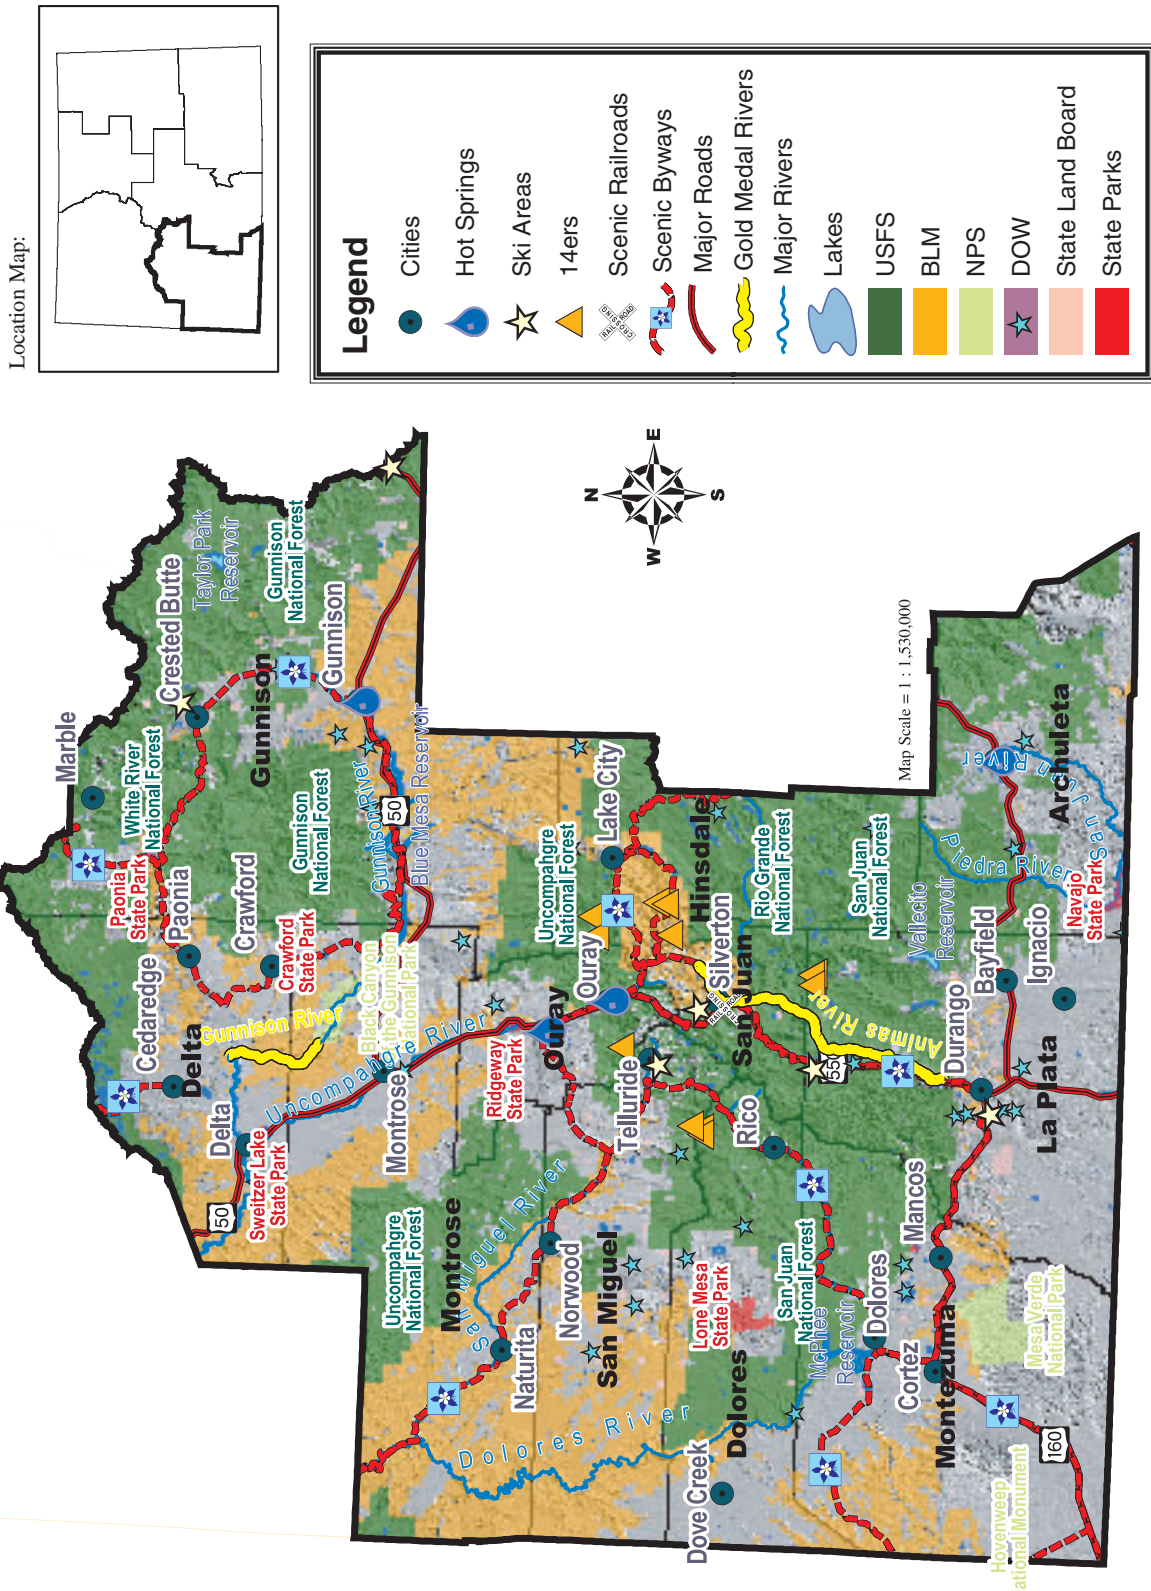 Location Map:
Legend
Cities
Hot Springs
Ski Areas
14ers
Scenic Railroads
Scenic Byways
Major Roads
Gold Medal Rivers
Major Rivers
Lakes
USFS
BLM
NPS
DOW
State Land Board
State Parks
RAIL ROAD
CROSSING
N
E
S
W
Map Scale = 1 : 1,530,000
Marble
White River
National Forest
Crested Butte
Taylor Park
Reservoir
Gunnison
National Forest
Gunnison
Gunnison
Gunnison
National Forest
Gunnison River
50
Blue Mesa Reservoir
Paonia
State Park
Paonia
Crawford
Crawford
State Park
Cedaredge
Delta
Gunnison River
Black Canyon
of the Gunnison
National Park
Delta
50
Sweitzer Lake
State Park
Uncompahgre River
Montrose
Ridgeway
State Park
Ouray
Ouray
Uncompahgre
National Forest
Lake City
Hinsdale
Rio Grande
National Forest
Silverton
San Juan
RAIL ROAD
CROSSING
San Juan
National Forest
Vallecito
Reservoir
Animas River
550
Durango
Bayfield
Ignacio
Piedra River
San Juan River
Archuleta
Navajo
State Park
La Plata
Telluride
Rico
Uncompahgre
National Forest
Montrose
San Miguel River
Norwood
San Miguel
Naturita
Lone Mesa
State Park
San Juan
National Forest
McPhee
Reservoir
Dolores
Mancos
Cortez
Montezuma
Dolores
Dolores River
Dove Creek
Mesa Verde
National Park
160
Hovenweep
ational Monument